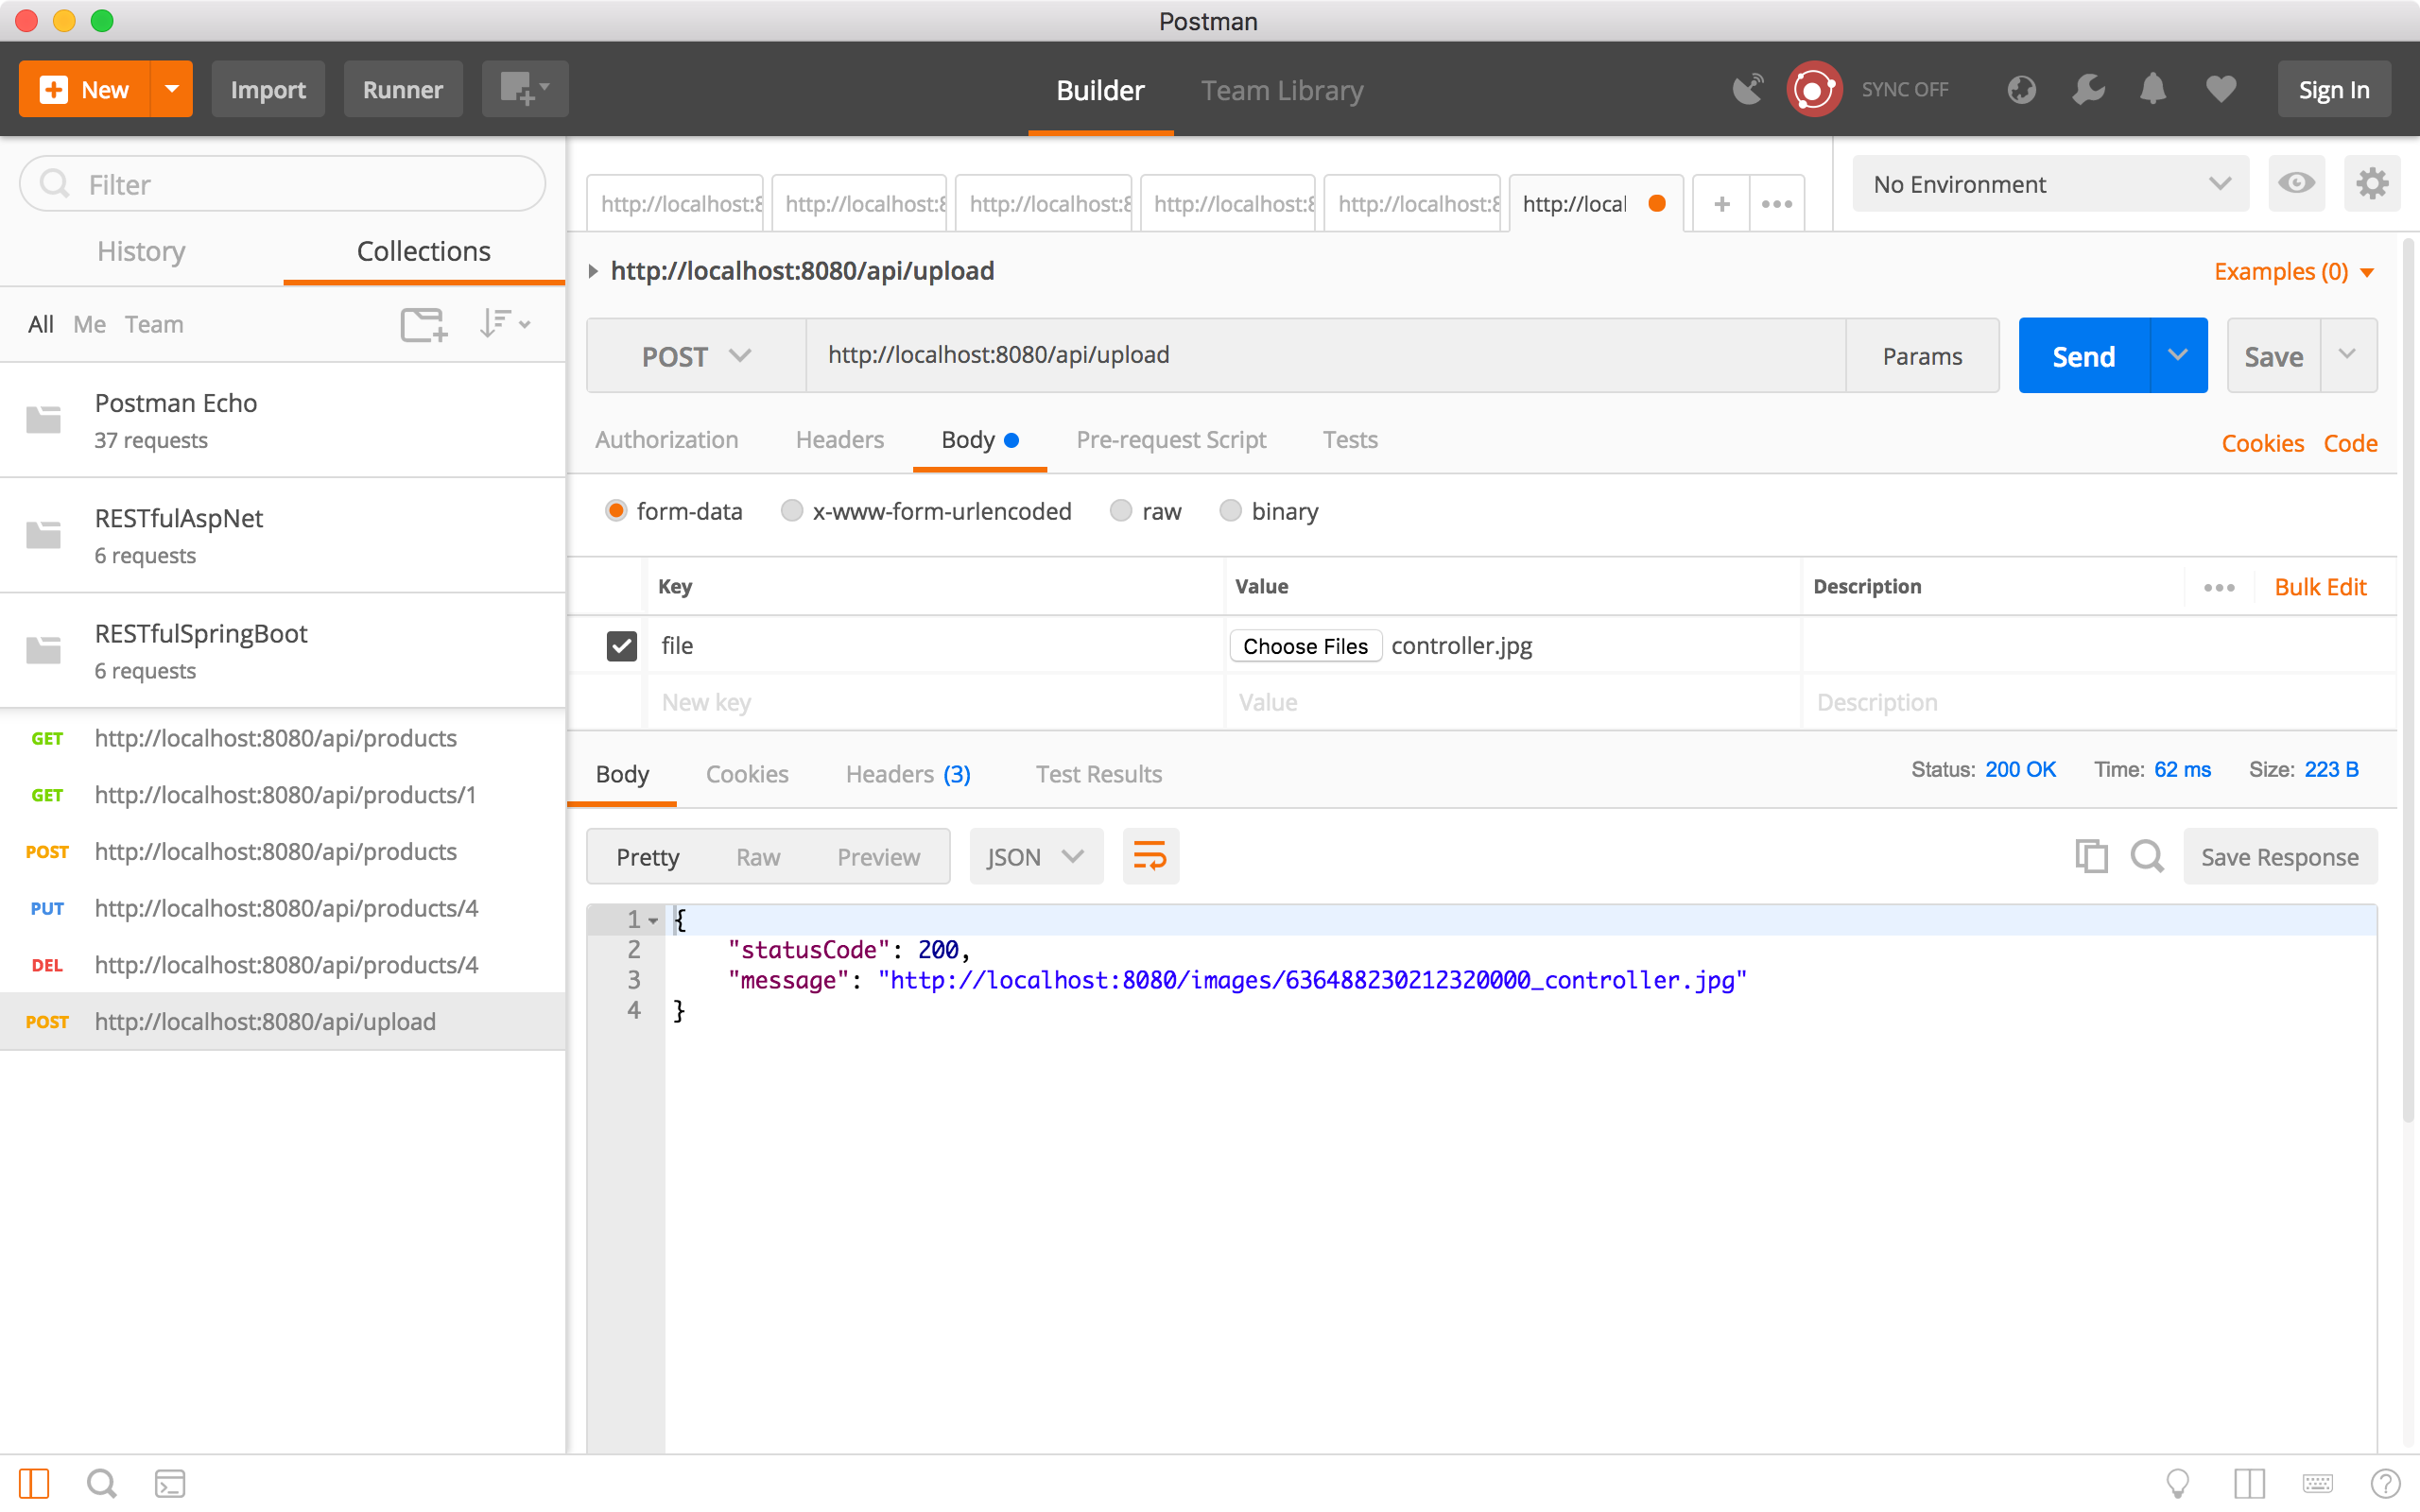 Postman
New
Import
Runner
Builder
Team Library
SYNC OFF
Sign In
Filter
History
Collections
All Me Team
Postman Echo
37 requests
RESTfulAspNet
6 requests
RESTfulSpringBoot
6 requests
GET http://localhost:8080/api/products
GET http://localhost:8080/api/products/1
POST http://localhost:8080/api/products
PUT http://localhost:8080/api/products/4
DEL http://localhost:8080/api/products/4
POST http://localhost:8080/api/upload
http://localhost:8 http://localhost:8 http://localhost:8 http://localhost:8 http://localhost:8 http://local
No Environment
http://localhost:8080/api/upload
Examples (0)
POST http://localhost:8080/api/upload Params Send Save
Authorization Headers Body Pre-request Script Tests Cookies Code
form-data x-www-form-urlencoded raw binary
Key Value Description Bulk Edit
file Choose Files controller.jpg
New key Value Description
Body Cookies Headers (3) Test Results Status: 200 OK Time: 62 ms Size: 223 B
Pretty Raw Preview JSON Save Response
1 {
2 "statusCode": 200,
3 "message": "http://localhost:8080/images/636488230212320000_controller.jpg"
4 }